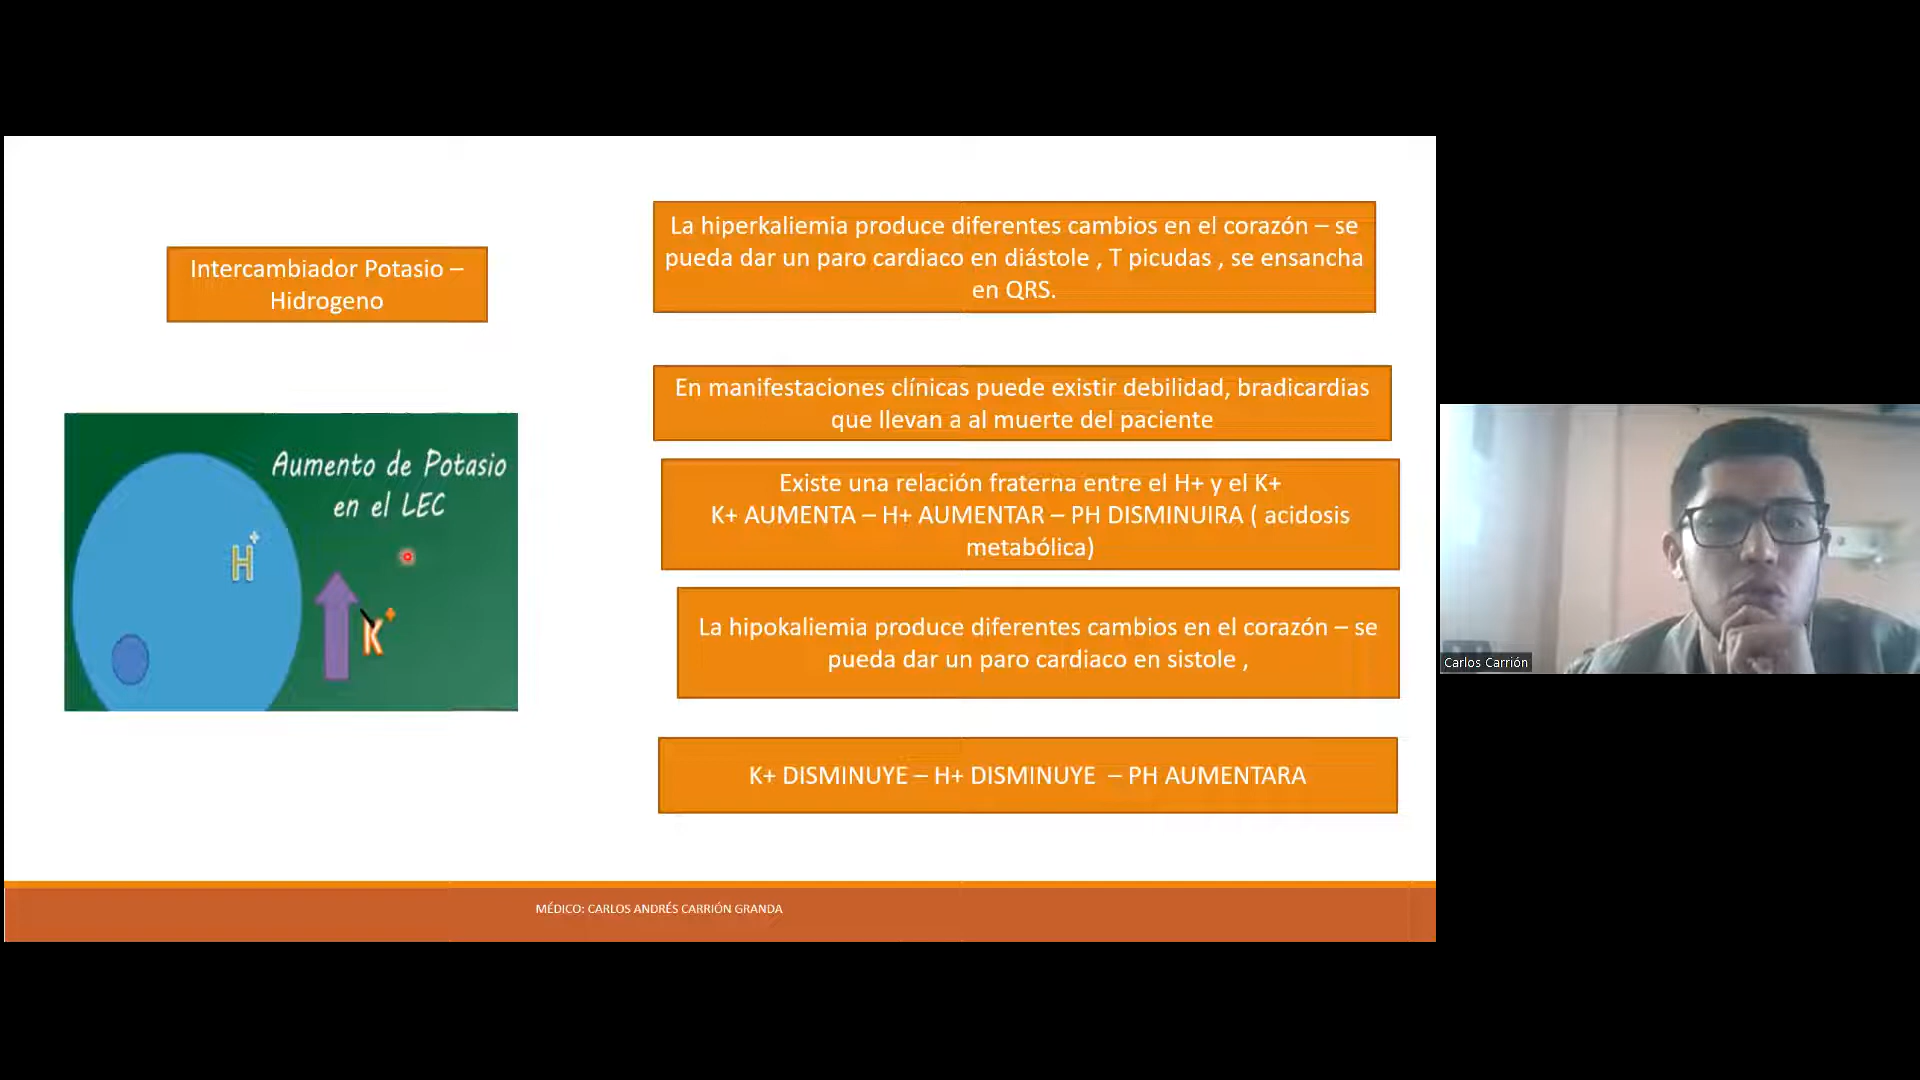 Intercambiador Potasio –
Hidrogeno
Aumento de Potasio
en el LEC
H+
K+
La hiperkaliemia produce diferentes cambios en el corazón – se
pueda dar un paro cardiaco en diástole , T picudas , se ensancha
en QRS.
En manifestaciones clínicas puede existir debilidad, bradicardias
que llevan a al muerte del paciente
Existe una relación fraterna entre el H+ y el K+
K+ AUMENTA – H+ AUMENTAR – PH DISMINUIRA ( acidosis
metabólica)
La hipokaliemia produce diferentes cambios en el corazón – se
pueda dar un paro cardiaco en sistole ,
K+ DISMINUYE – H+ DISMINUYE – PH AUMENTARA
MÉDICO: CARLOS ANDRÉS CARRIÓN GRANDA
Carlos Carrión